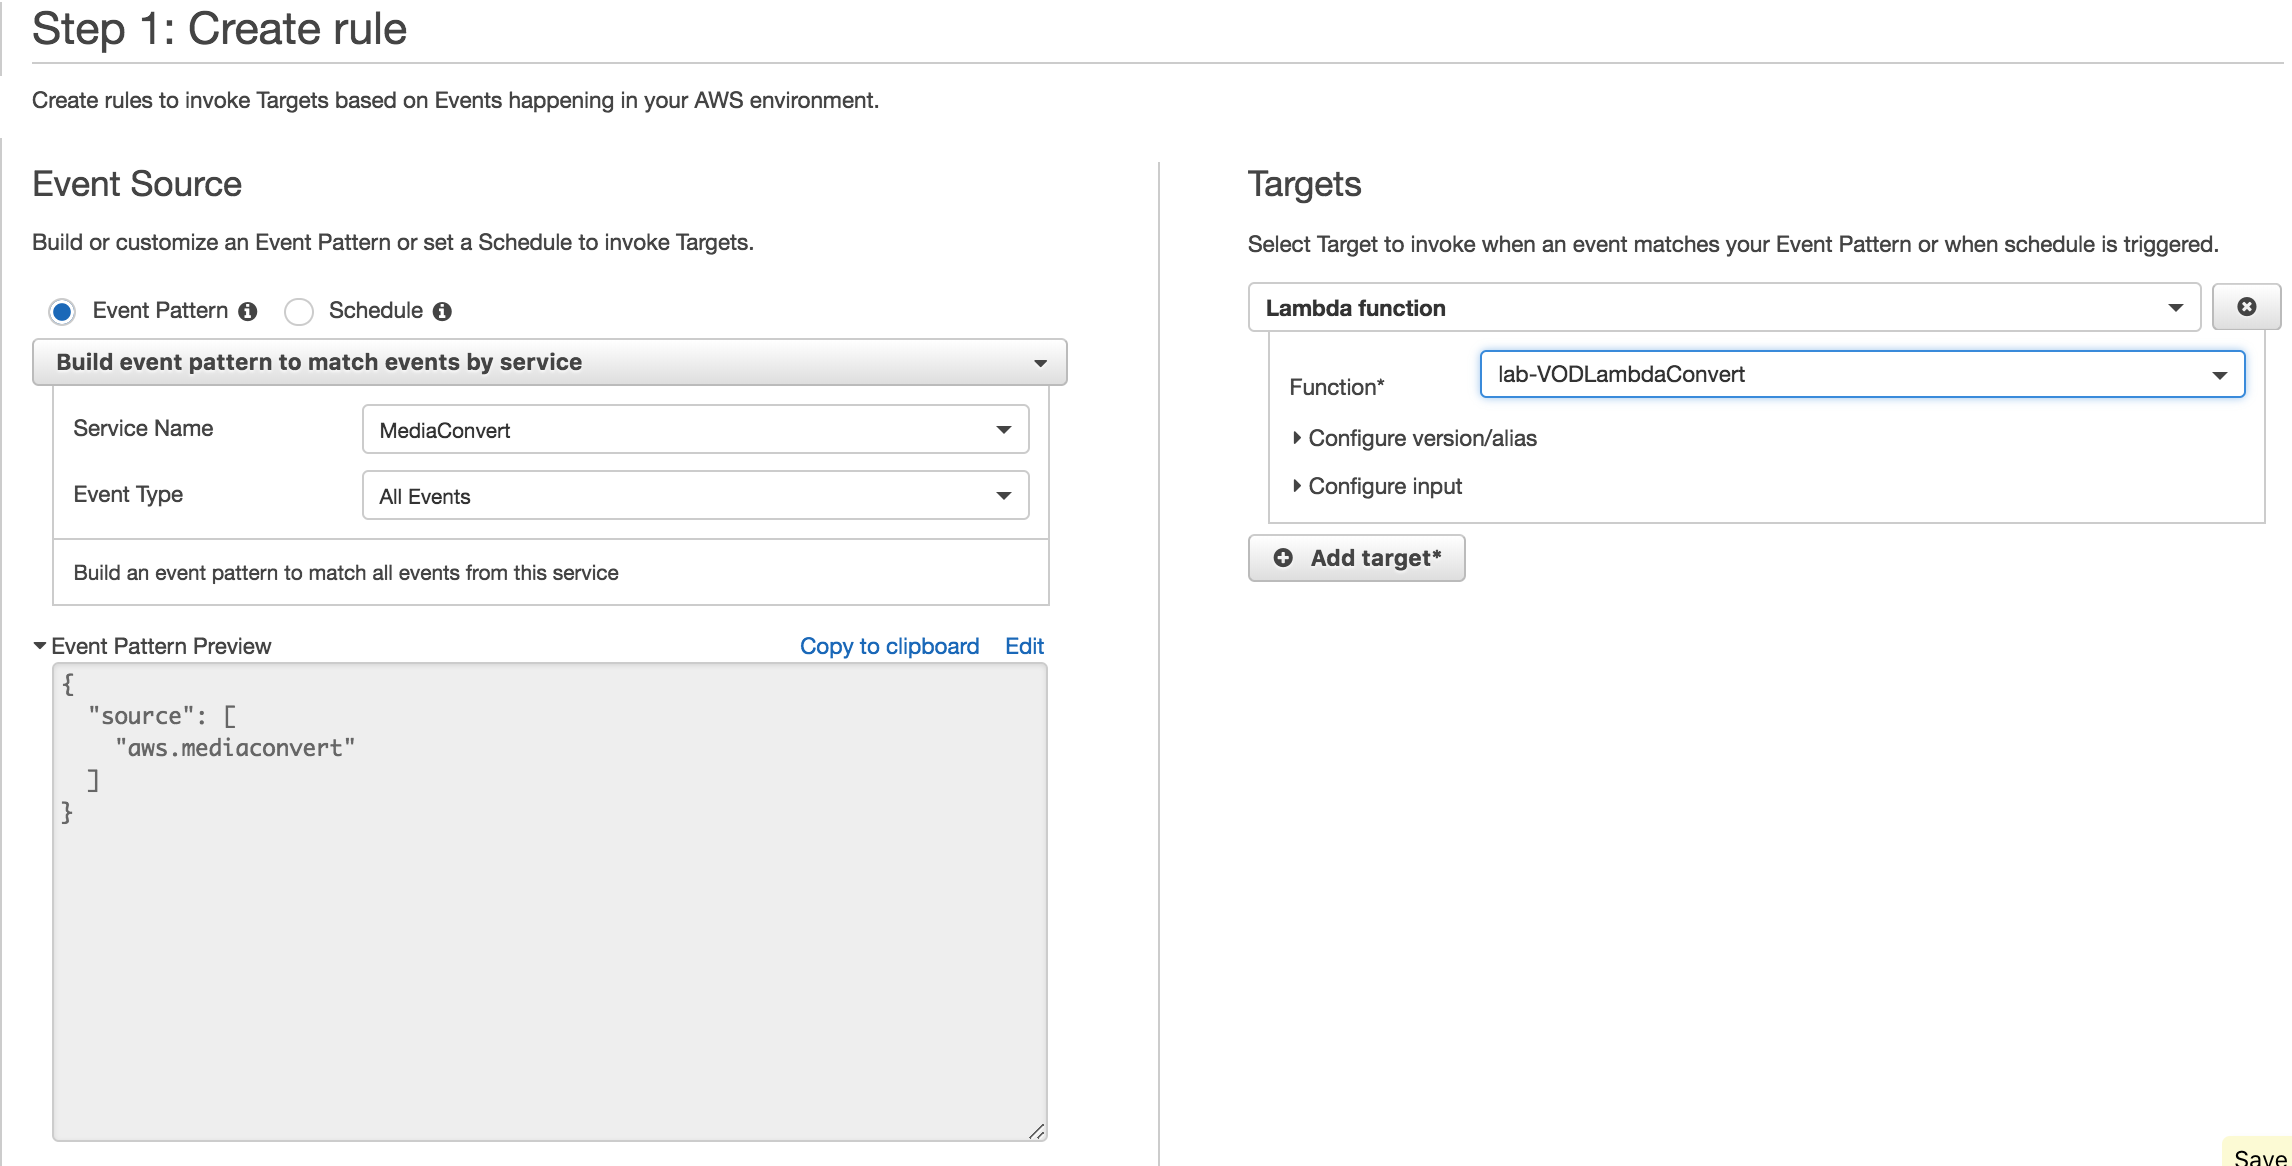 Step 1: Create rule
Create rules to invoke Targets based on Events happening in your AWS environment.
Event Source
Build or customize an Event Pattern or set a Schedule to invoke Targets.
Event Pattern Schedule
Build event pattern to match events by service
Service Name MediaConvert
Event Type All Events
Build an event pattern to match all events from this service
Event Pattern Preview Copy to clipboard Edit
{
  "source": [
    "aws.mediaconvert"
  ]
}
Targets
Select Target to invoke when an event matches your Event Pattern or when schedule is triggered.
Lambda function
Function* lab-VODLambdaConvert
Configure version/alias
Configure input
Add target*
Save